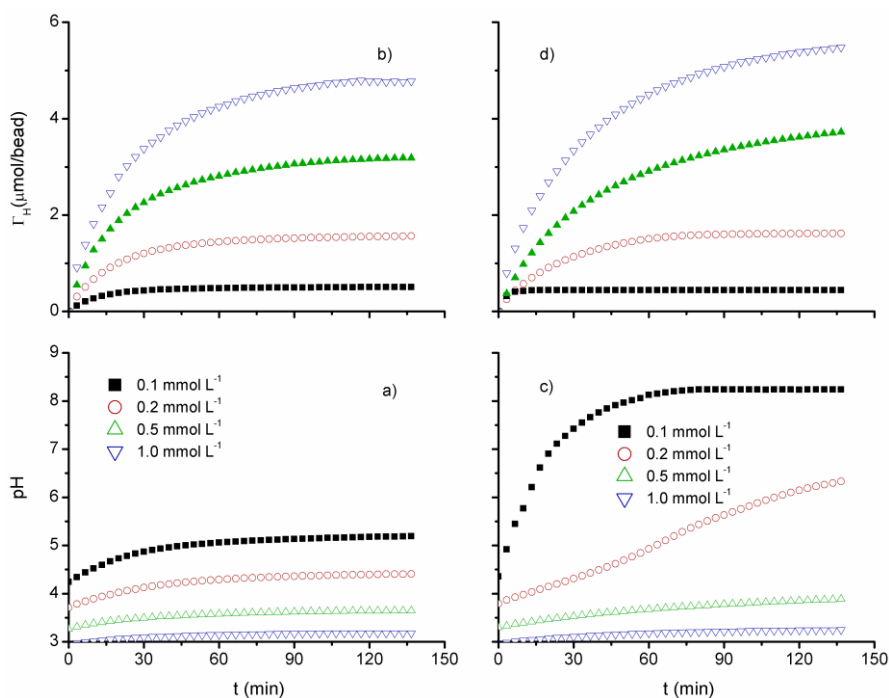 6
4
2
0
Γ_H(μmol/bead)
b)
d)
9
8
7
6
5
4
3
pH
0.1 mmol L⁻¹
0.2 mmol L⁻¹
0.5 mmol L⁻¹
1.0 mmol L⁻¹
a)
c)
0.1 mmol L⁻¹
0.2 mmol L⁻¹
0.5 mmol L⁻¹
1.0 mmol L⁻¹
0 30 60 90 120 150
0 30 60 90 120 150
t (min)
t (min)